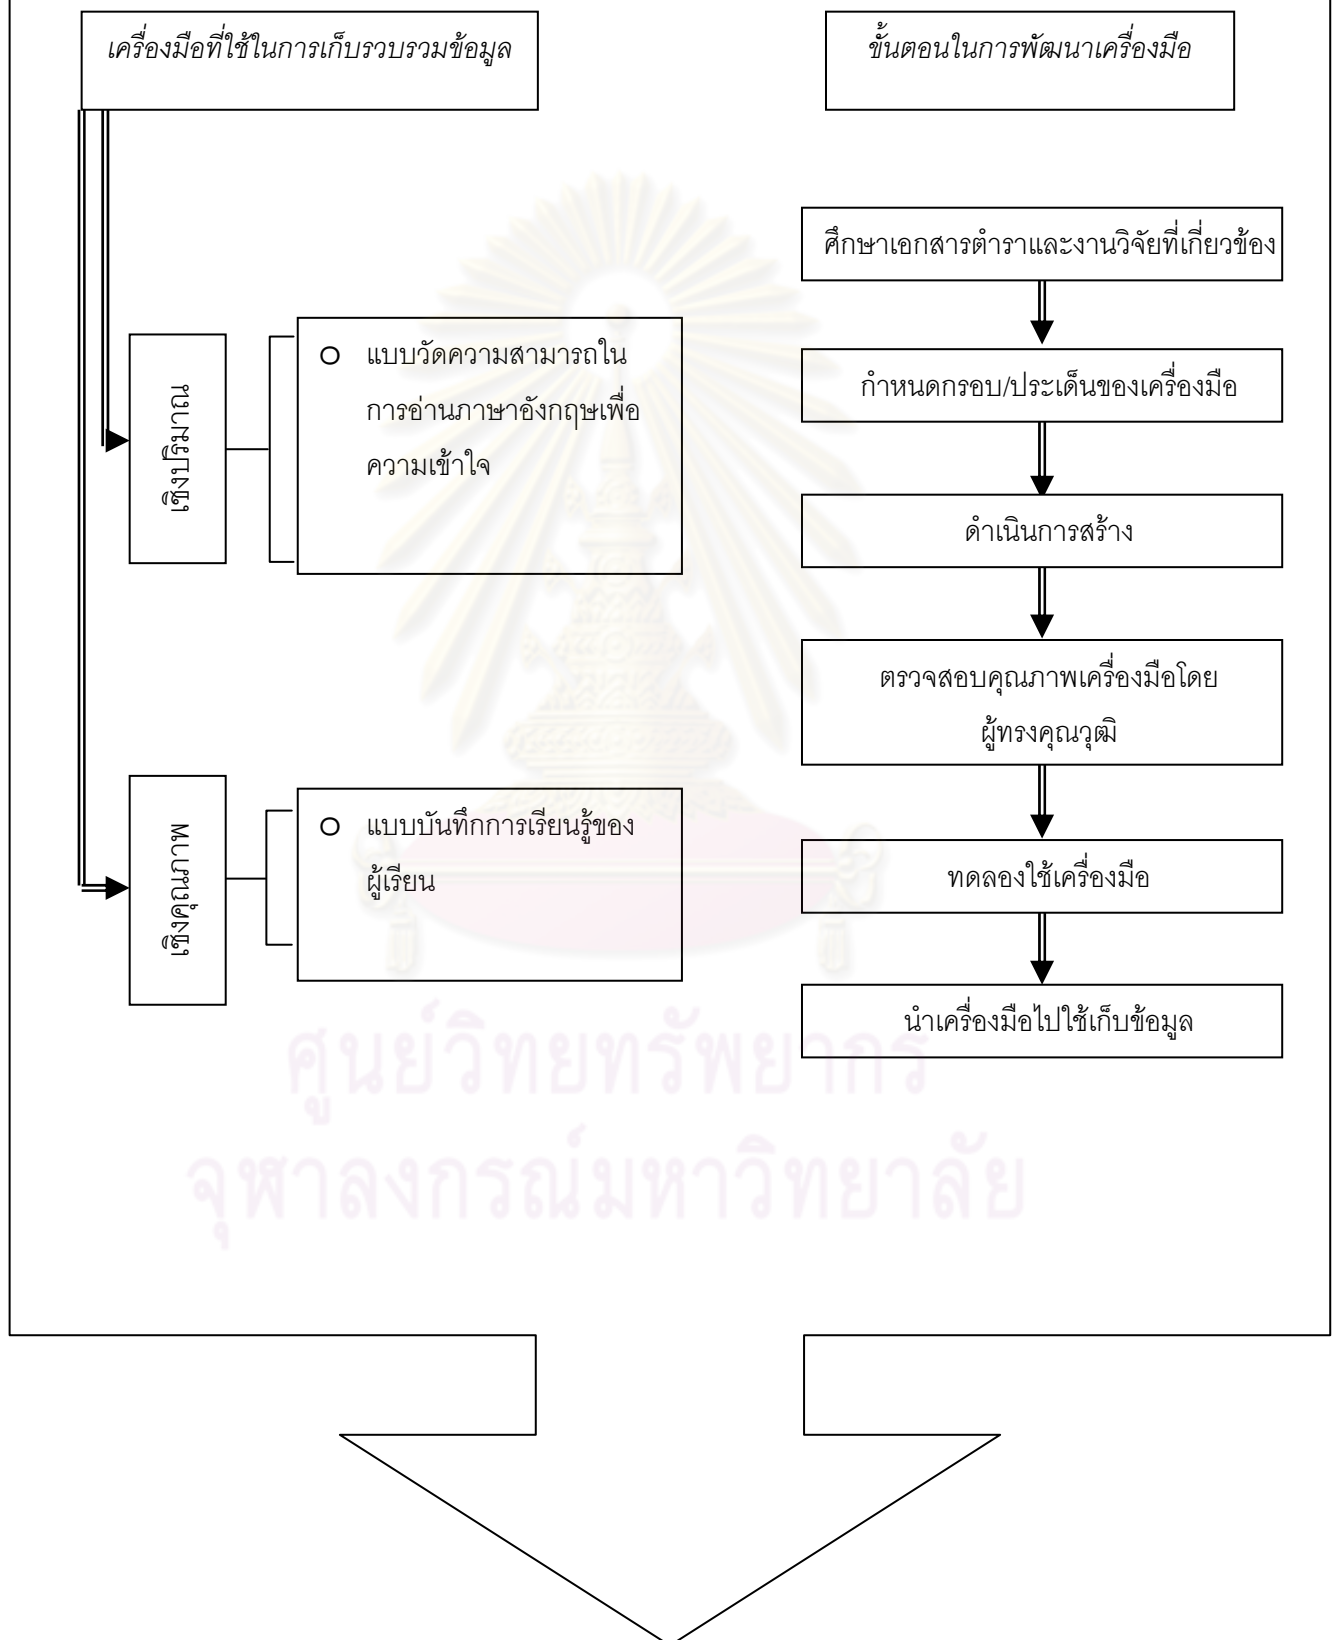 เครื่องมือที่ใช้ในการเก็บรวบรวมข้อมูล
เชิงปริมาณ
O แบบวัดความสามารถใน
การอ่านภาษาอังกฤษเพื่อ
ความเข้าใจ
เชิงคุณภาพ
O แบบบันทึกการเรียนรู้ของ
ผู้เรียน
ขั้นตอนในการพัฒนาเครื่องมือ
ศึกษาเอกสารตำราและงานวิจัยที่เกี่ยวข้อง
กำหนดกรอบ/ประเด็นของเครื่องมือ
ดำเนินการสร้าง
ตรวจสอบคุณภาพเครื่องมือโดย
ผู้ทรงคุณวุฒิ
ทดลองใช้เครื่องมือ
นำเครื่องมือไปใช้เก็บข้อมูล
ศูนย์วิทยทรัพยากร
จุฬาลงกรณ์มหาวิทยาลัย